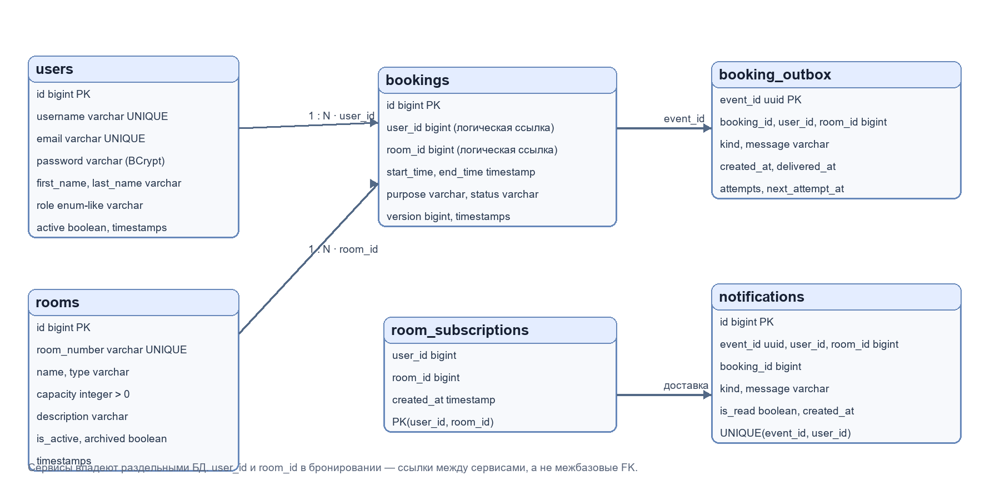 users
id bigint PK
username varchar UNIQUE
email varchar UNIQUE
password varchar (BCrypt)
first_name, last_name varchar
role enum-like varchar
active boolean, timestamps
1 : N · user_id
bookings
id bigint PK
user_id bigint (логическая ссылка)
room_id bigint (логическая ссылка)
start_time, end_time timestamp
purpose varchar, status varchar
version bigint, timestamps
event_id
booking_outbox
event_id uuid PK
booking_id, user_id, room_id bigint
kind, message varchar
created_at, delivered_at
attempts, next_attempt_at
1 : N · room_id
rooms
id bigint PK
room_number varchar UNIQUE
name, type varchar
capacity integer > 0
description varchar
is_active, archived boolean
timestamps
room_subscriptions
user_id bigint
room_id bigint
created_at timestamp
PK(user_id, room_id)
доставка
notifications
id bigint PK
event_id uuid, user_id, room_id bigint
booking_id bigint
kind, message varchar
is_read boolean, created_at
UNIQUE(event_id, user_id)
Сервисы владеют раздельными БД. user_id и room_id в бронировании — ссылки между сервисами, а не межбазовые FK.